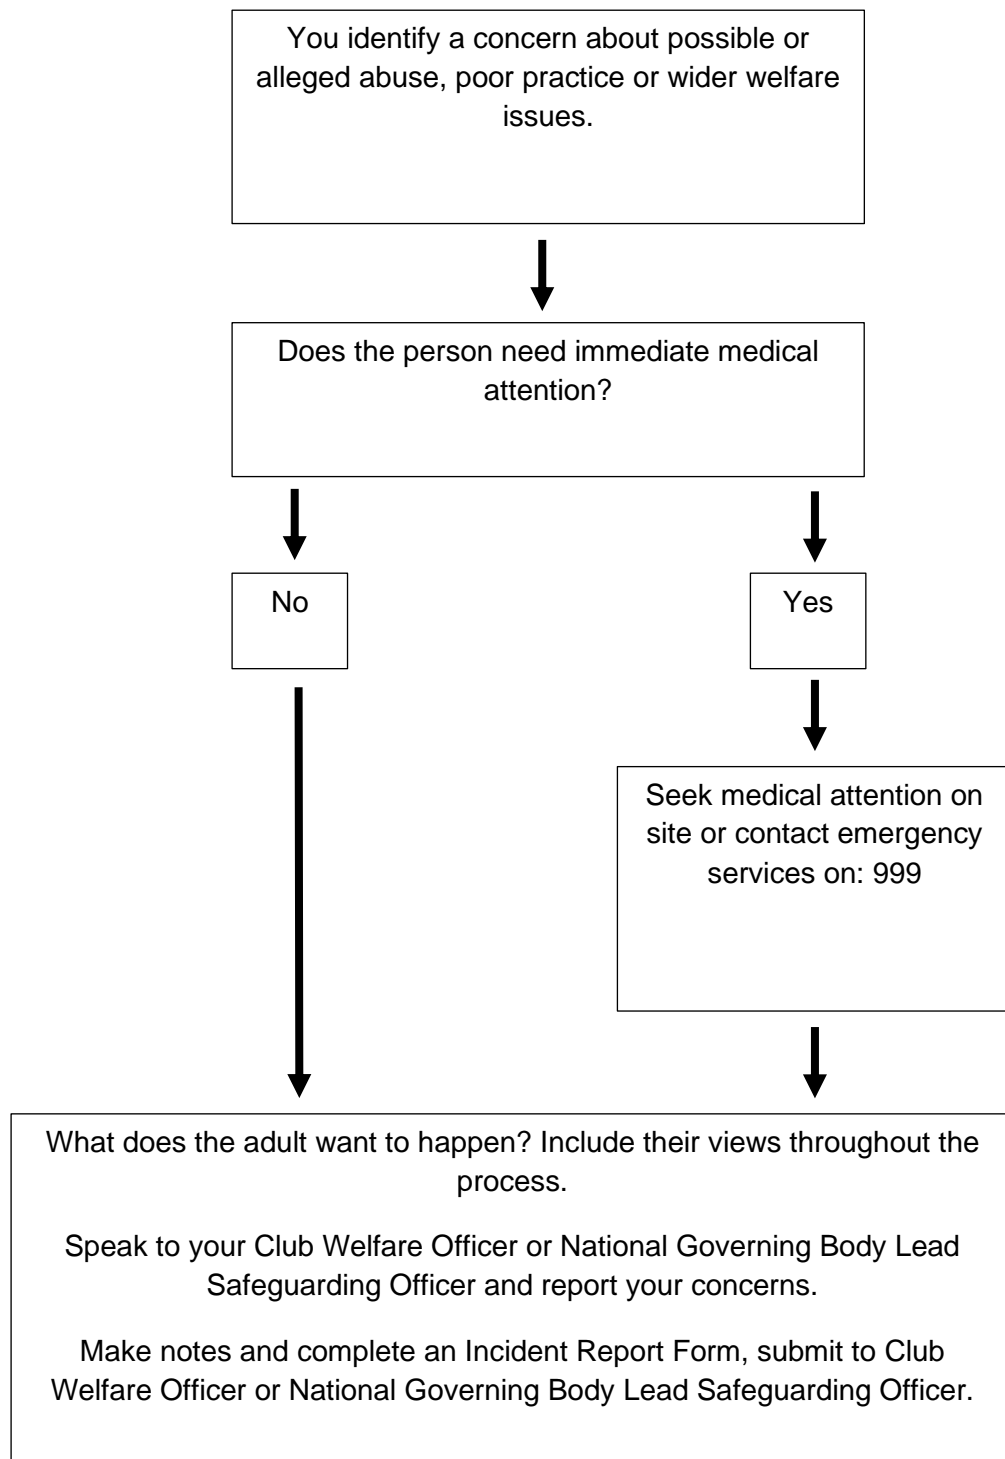 You identify a concern about possible or
alleged abuse, poor practice or wider welfare
issues.
Does the person need immediate medical
attention?
No
Yes
Seek medical attention on
site or contact emergency
services on: 999
What does the adult want to happen? Include their views throughout the
process.
Speak to your Club Welfare Officer or National Governing Body Lead
Safeguarding Officer and report your concerns.
Make notes and complete an Incident Report Form, submit to Club
Welfare Officer or National Governing Body Lead Safeguarding Officer.